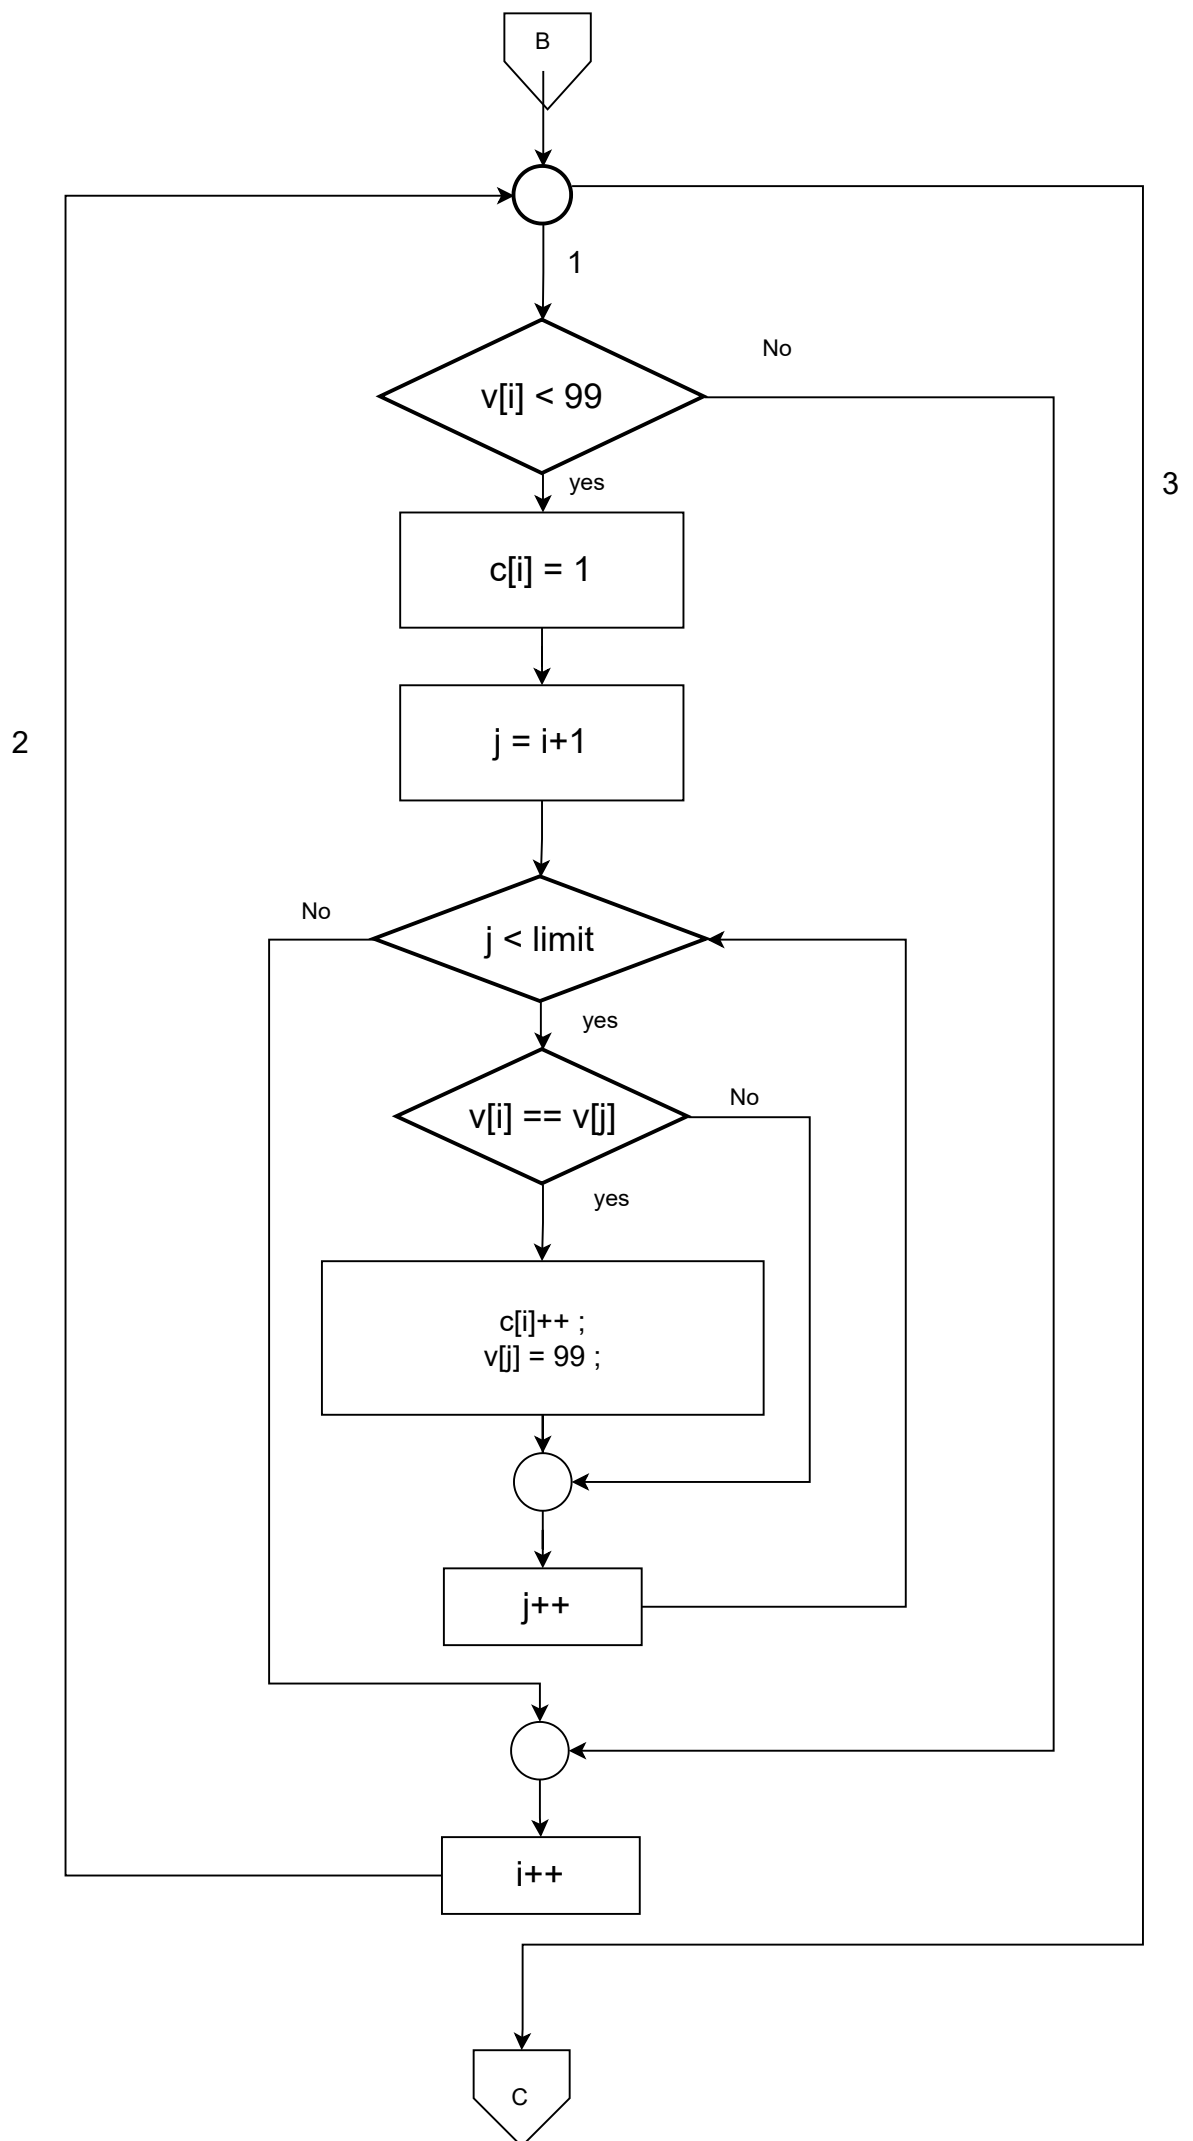 B
1
No
v[i] < 99
yes
3
c[i] = 1
2
j = i+1
No
j < limit
yes
No
v[i] == v[j]
yes
c[i]++ ;
v[j] = 99 ;
j++
i++
C